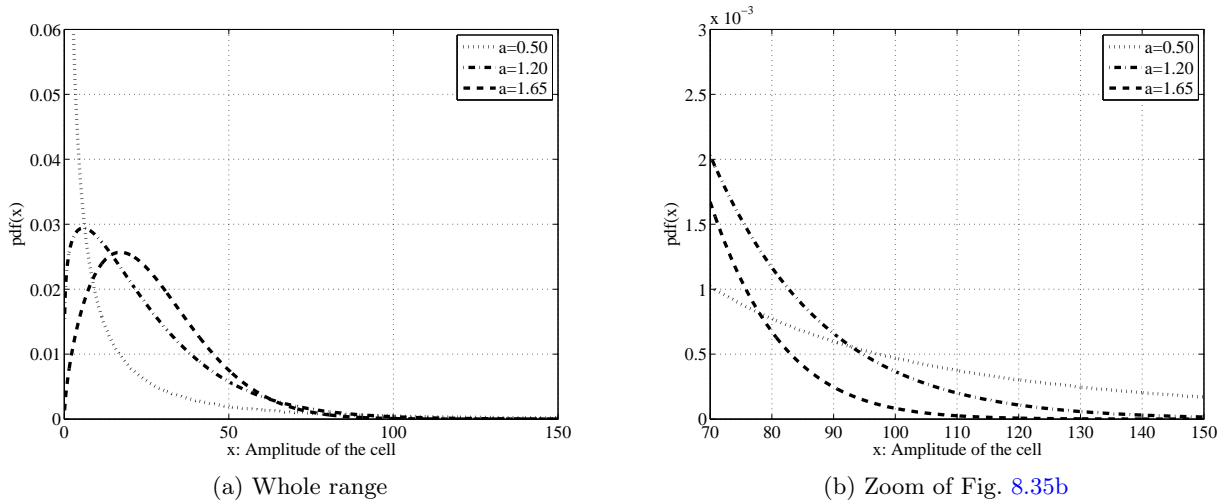 0.06
0.05
0.04
0.03
0.02
0.01
0
0
50
100
150
pdf(x)
x: Amplitude of the cell
a=0.50
a=1.20
a=1.65
(a) Whole range
x 10⁻³
3
2.5
2
1.5
1
0.5
0
70
80
90
100
110
120
130
140
150
pdf(x)
x: Amplitude of the cell
a=0.50
a=1.20
a=1.65
(b) Zoom of Fig. 8.35b